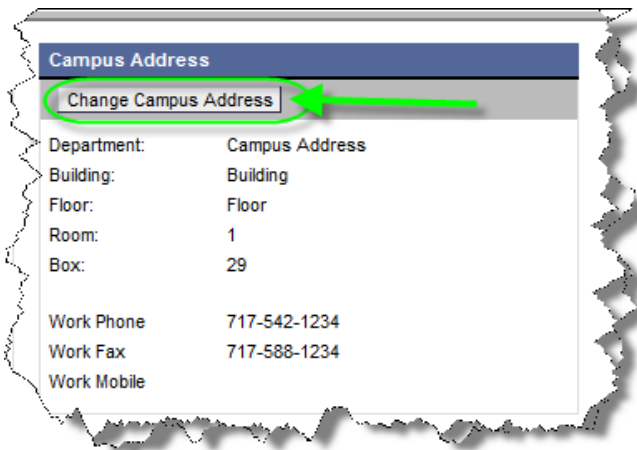 Campus Address
Change Campus Address
Department: Campus Address
Building: Building
Floor: Floor
Room: 1
Box: 29
Work Phone 717-542-1234
Work Fax 717-588-1234
Work Mobile